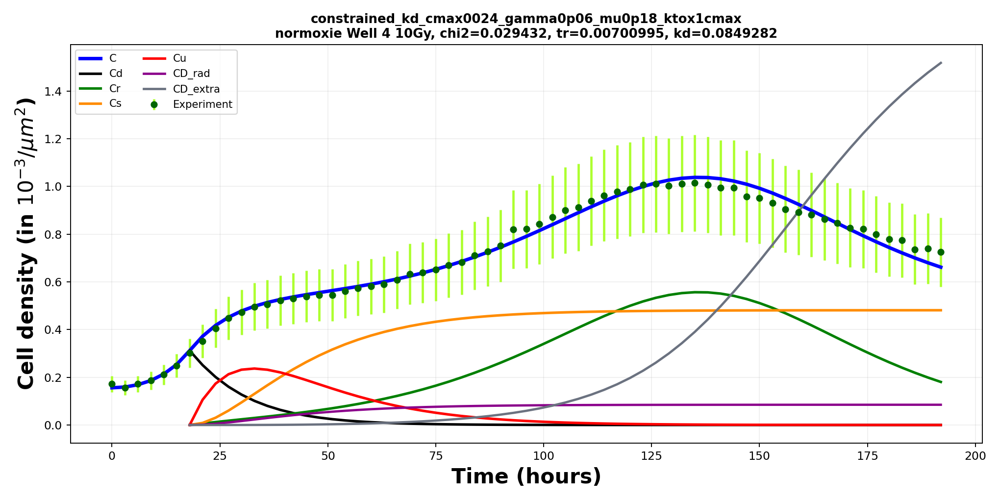 constrained_kd_cmax0024_gamma0p06_mu0p18_ktox1cmax
normoxie Well 4 10Gy, chi2=0.029432, tr=0.00700995, kd=0.0849282
C
Cd
Cr
Cs
Cu
CD_rad
CD_extra
Experiment
Cell density (in 10⁻³/μm²)
1.4
1.2
1.0
0.8
0.6
0.4
0.2
0.0
0 25 50 75 100 125 150 175 200
Time (hours)